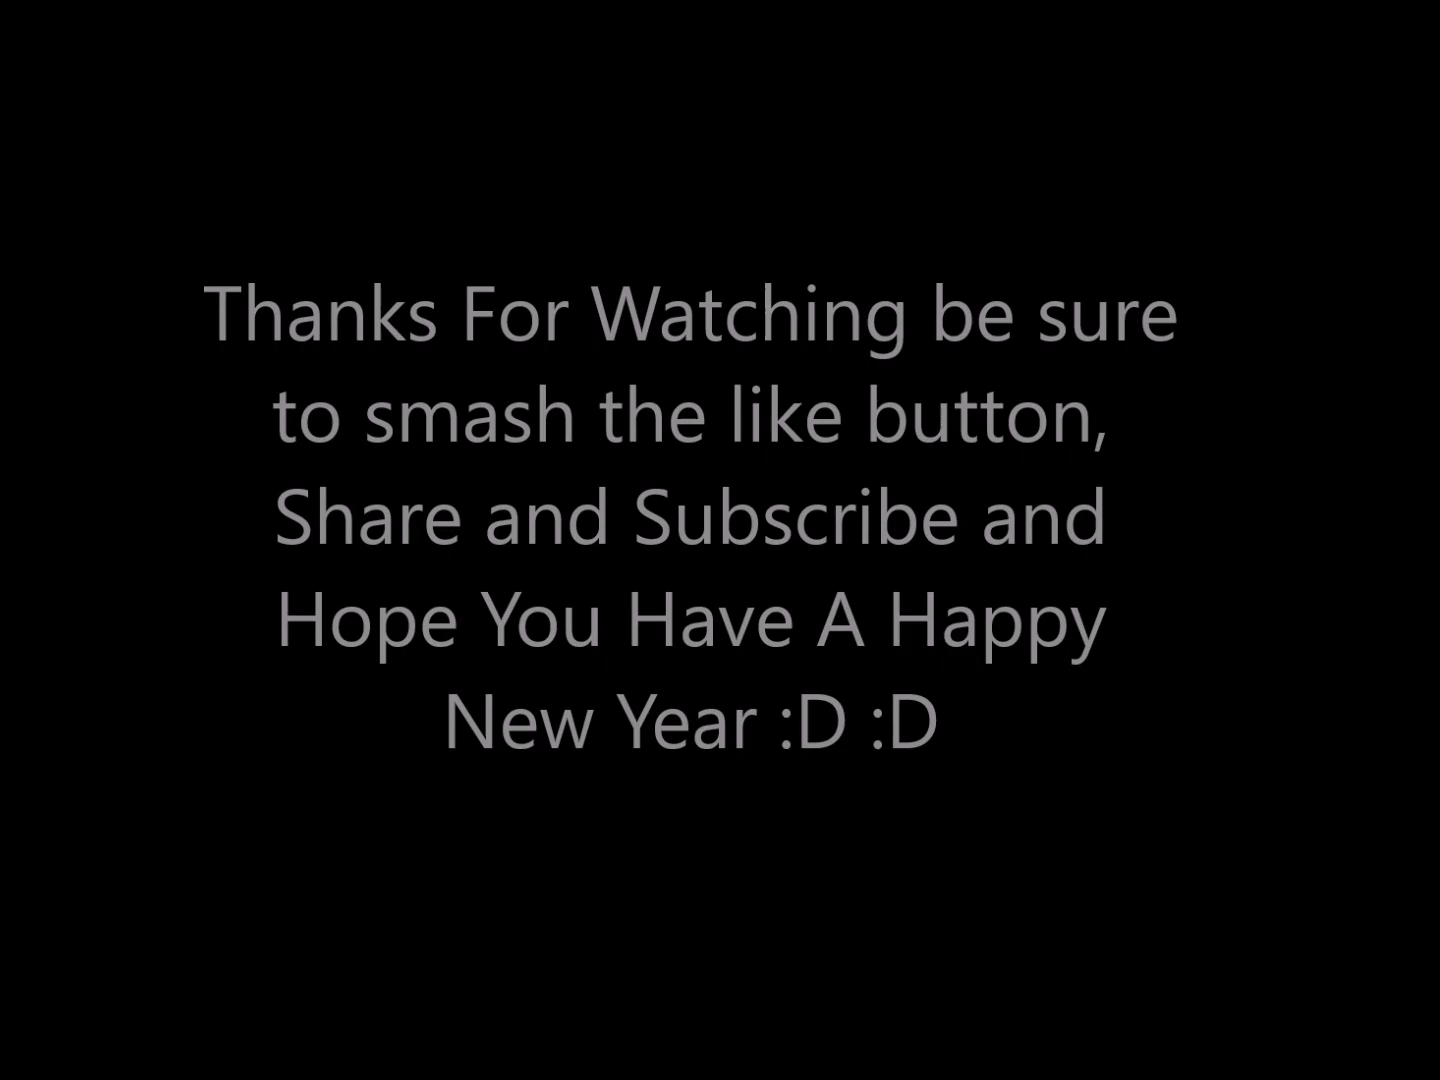 Thanks For Watching be sure
to smash the like button,
Share and Subscribe and
Hope You Have A Happy
New Year :D :D